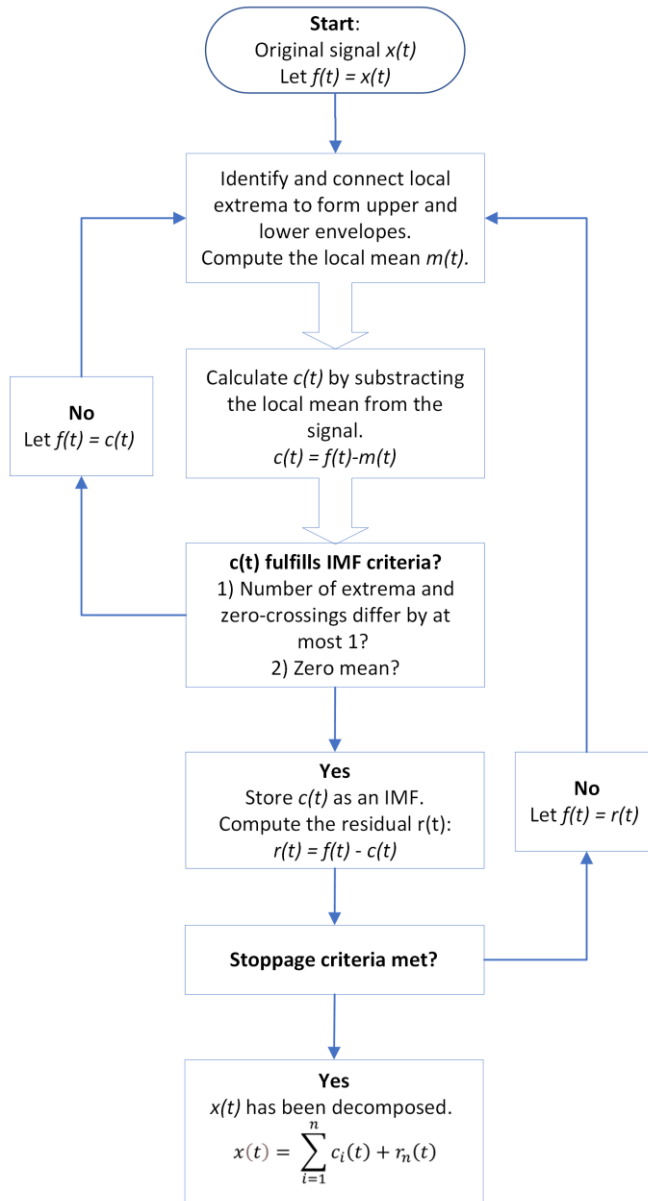 Start:
Original signal x(t)
Let f(t) = x(t)
Identify and connect local
extrema to form upper and
lower envelopes.
Compute the local mean m(t).
Calculate c(t) by substracting
the local mean from the
signal.
c(t) = f(t)-m(t)
No
Let f(t) = c(t)
c(t) fulfills IMF criteria?
1) Number of extrema and
zero-crossings differ by at
most 1?
2) Zero mean?
Yes
Store c(t) as an IMF.
Compute the residual r(t):
r(t) = f(t) - c(t)
No
Let f(t) = r(t)
Stoppage criteria met?
Yes
x(t) has been decomposed.
x(t) = ∑_{i=1}^{n} c_i(t) + r_n(t)